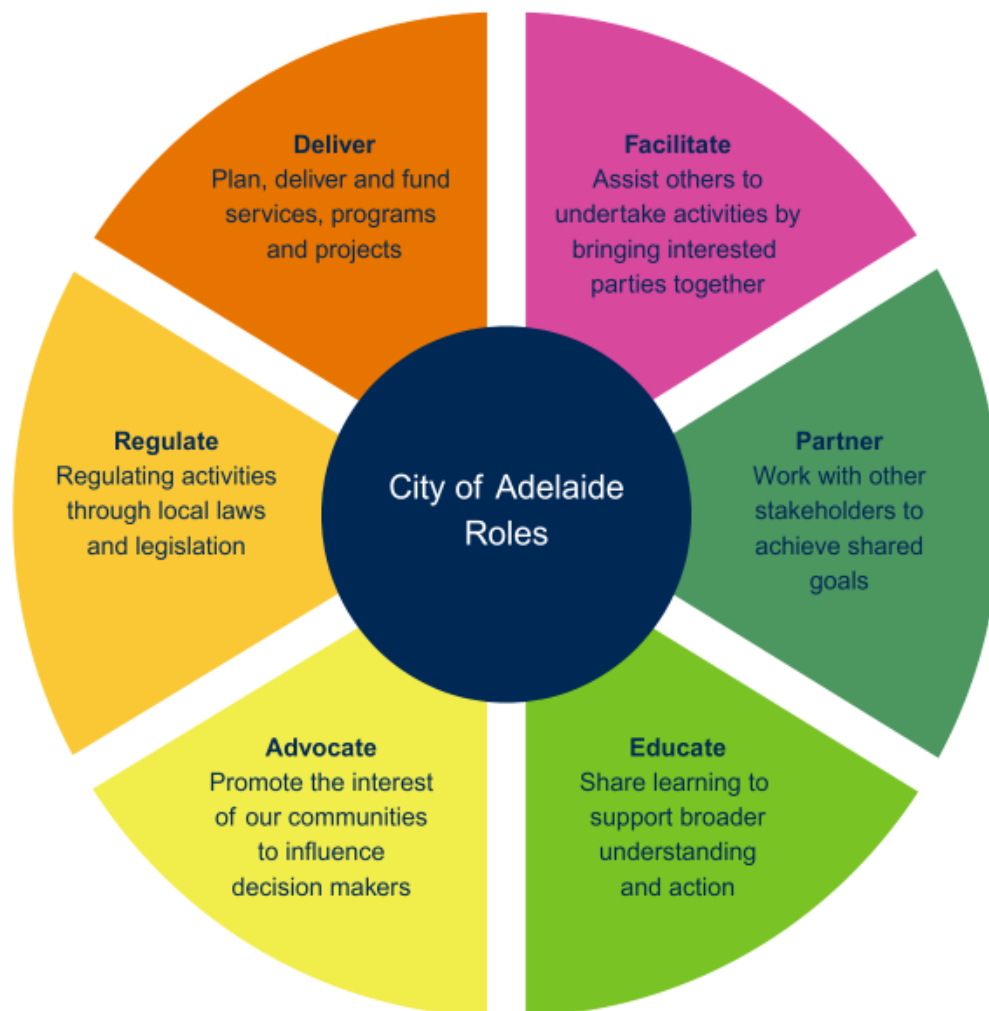 Deliver
Plan, deliver and fund
services, programs
and projects
Facilitate
Assist others to
undertake activities by
bringing interested
parties together
Regulate
Regulating activities
through local laws
and legislation
City of Adelaide
Roles
Partner
Work with other
stakeholders to
achieve shared
goals
Advocate
Promote the interest
of our communities
to influence
decision makers
Educate
Share learning to
support broader
understanding
and action